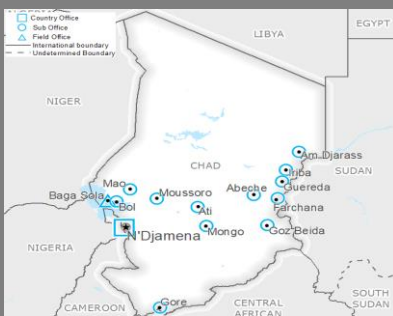 Country Office
Sub Office
Field Office
International boundary
Undetermined Boundary
EGYPT
LIBYA
NIGER
Am Djarass
CHAD
Iriba
SUDAN
Mao
Abeche
Guereda
Baga Sola
Bol
Moussoro
Farchana
Ati
N'Djamena
Mongo
Goz Beida
NIGERIA
SOUTH
SUDAN
Gore
CAMEROON
CENTRAL
AFRICAN